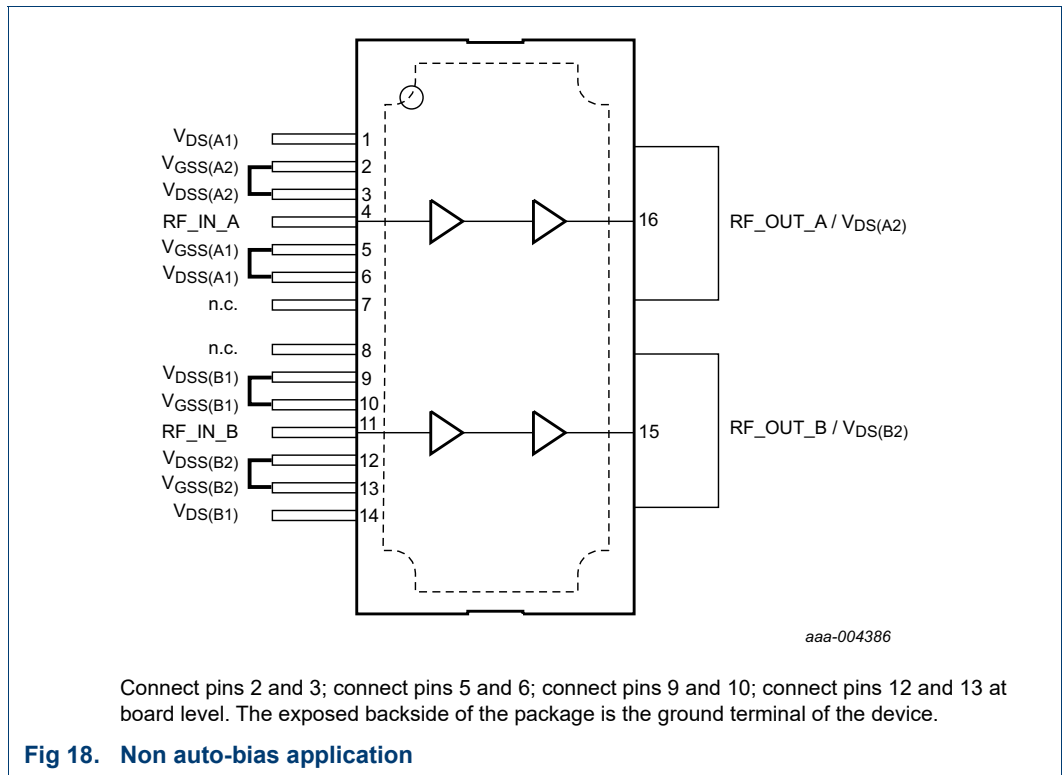 VDS(A1) 1
VGSS(A2) 2
VDSS(A2) 3
RF_IN_A 4
16 RF_OUT_A / VDS(A2)
VGSS(A1) 5
VDSS(A1) 6
n.c. 7
n.c. 8
VDSS(B1) 9
VGSS(B1) 10
RF_IN_B 11
15 RF_OUT_B / VDS(B2)
VDSS(B2) 12
VGSS(B2) 13
VDS(B1) 14
aaa-004386
Connect pins 2 and 3; connect pins 5 and 6; connect pins 9 and 10; connect pins 12 and 13 at
board level. The exposed backside of the package is the ground terminal of the device.
Fig 18. Non auto-bias application